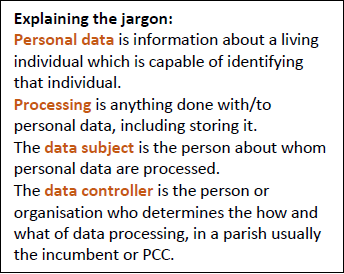 Explaining the jargon:
Personal data is information about a living
individual which is capable of identifying
that individual.
Processing is anything done with/to
personal data, including storing it.
The data subject is the person about whom
personal data are processed.
The data controller is the person or
organisation who determines the how and
what of data processing, in a parish usually
the incumbent or PCC.